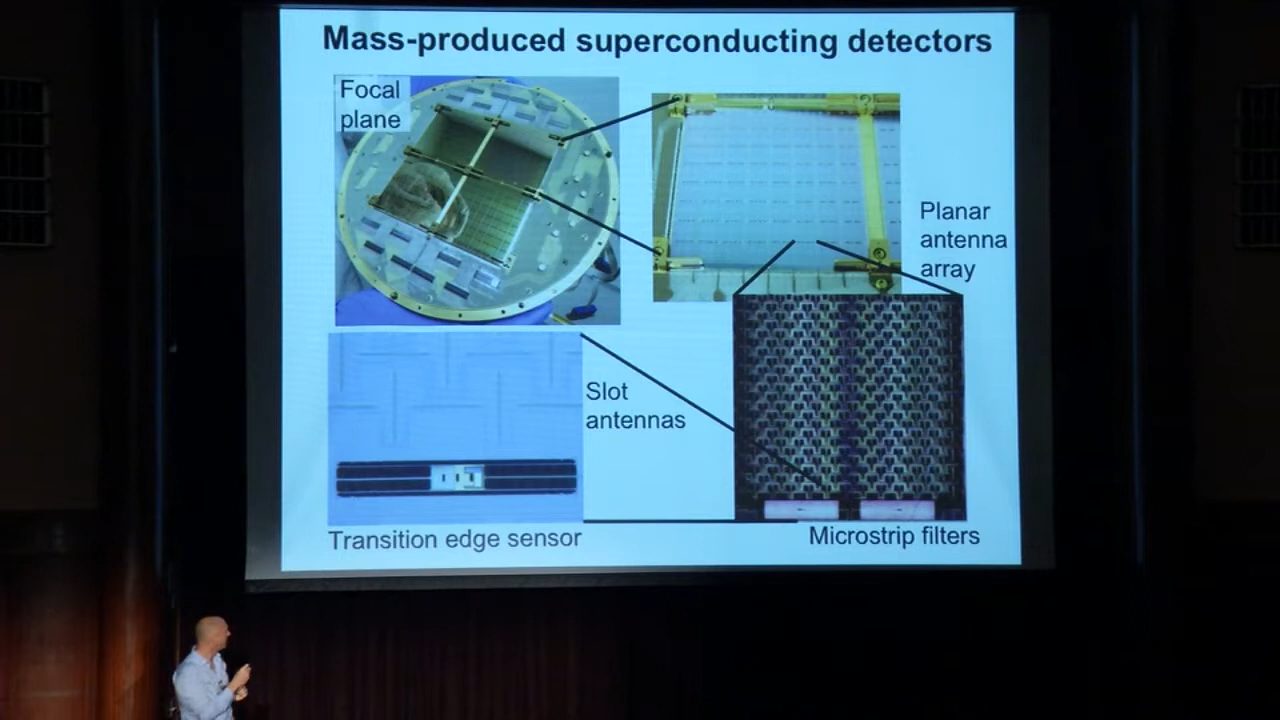 Mass-produced superconducting detectors
Focal
plane
Planar
antenna
array
Slot
antennas
Transition edge sensor
Microstrip filters